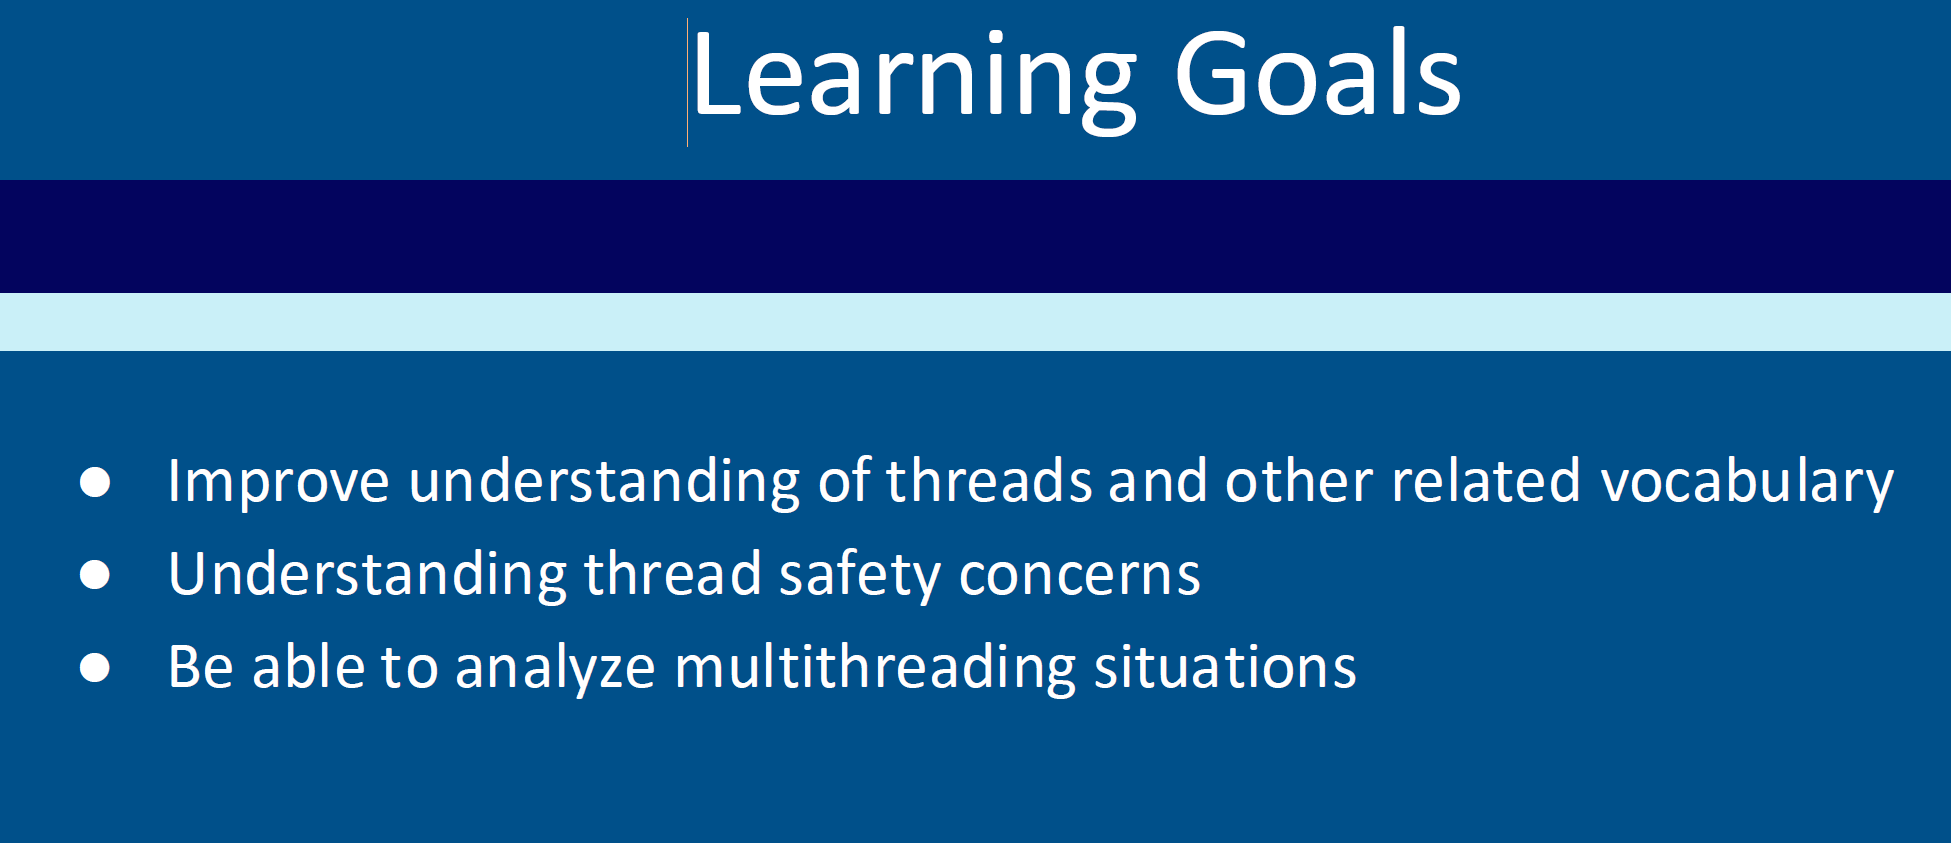 Learning Goals
● Improve understanding of threads and other related vocabulary
● Understanding thread safety concerns
● Be able to analyze multithreading situations